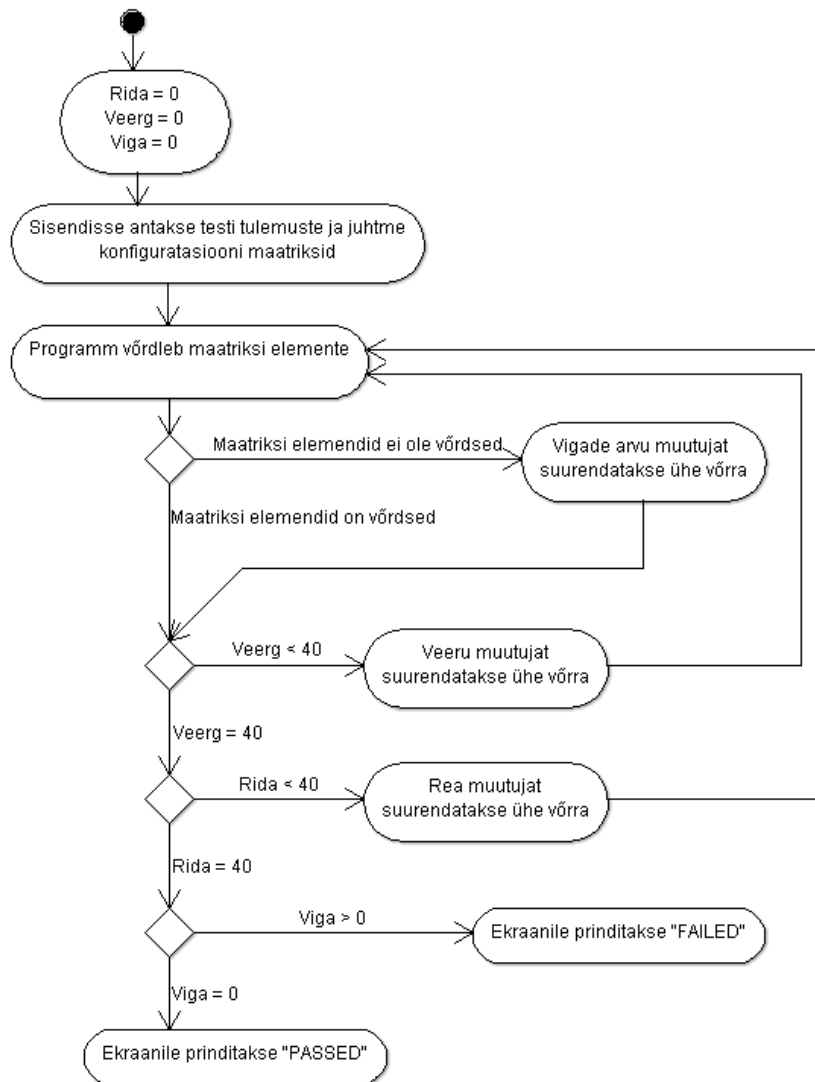 Rida = 0
Veerg = 0
Viga = 0
Sisendisse antakse testi tulemuste ja juhtme
konfiguratasiooni maatriksid
Programm võrdleb maatriksi elemente
Maatriksi elemendid ei ole võrdsed
Vigade arvu muutujat
suurendatakse ühe võrra
Maatriksi elemendid on võrdsed
Veerg < 40
Veeru muutujat
suurendatakse ühe võrra
Veerg = 40
Rida < 40
Rea muutujat
suurendatakse ühe võrra
Rida = 40
Viga > 0
Ekraanile prinditakse "FAILED"
Viga = 0
Ekraanile prinditakse "PASSED"